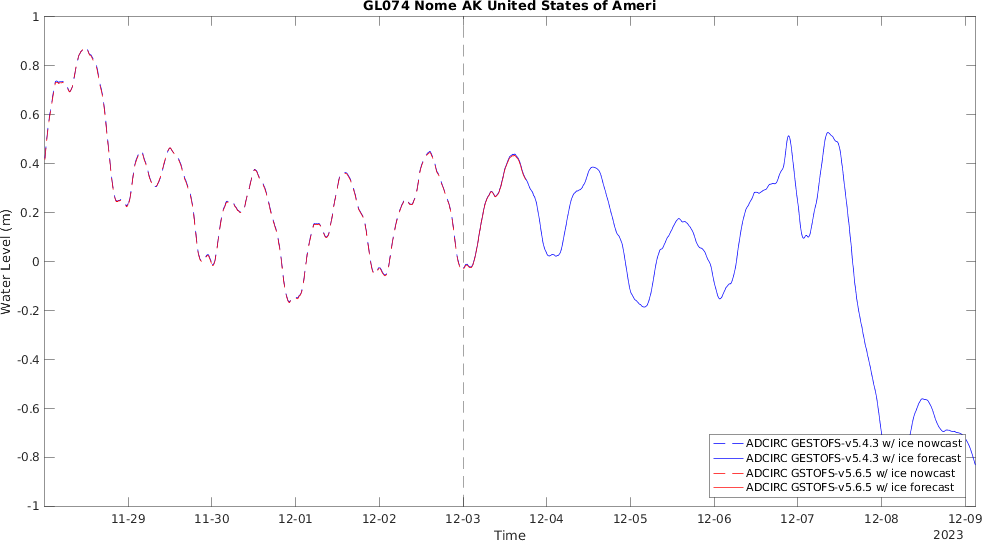 GL074 Nome AK United States of Ameri
1
0.8
0.6
0.4
0.2
0
-0.2
-0.4
-0.6
-0.8
-1
Water Level (m)
ADCIRC GESTOFS-v5.4.3 w/ ice nowcast
ADCIRC GESTOFS-v5.4.3 w/ ice forecast
ADCIRC GSTOFS-v5.6.5 w/ ice nowcast
ADCIRC GSTOFS-v5.6.5 w/ ice forecast
11-29 11-30 12-01 12-02 12-03 12-04 12-05 12-06 12-07 12-08 12-09
Time
2023